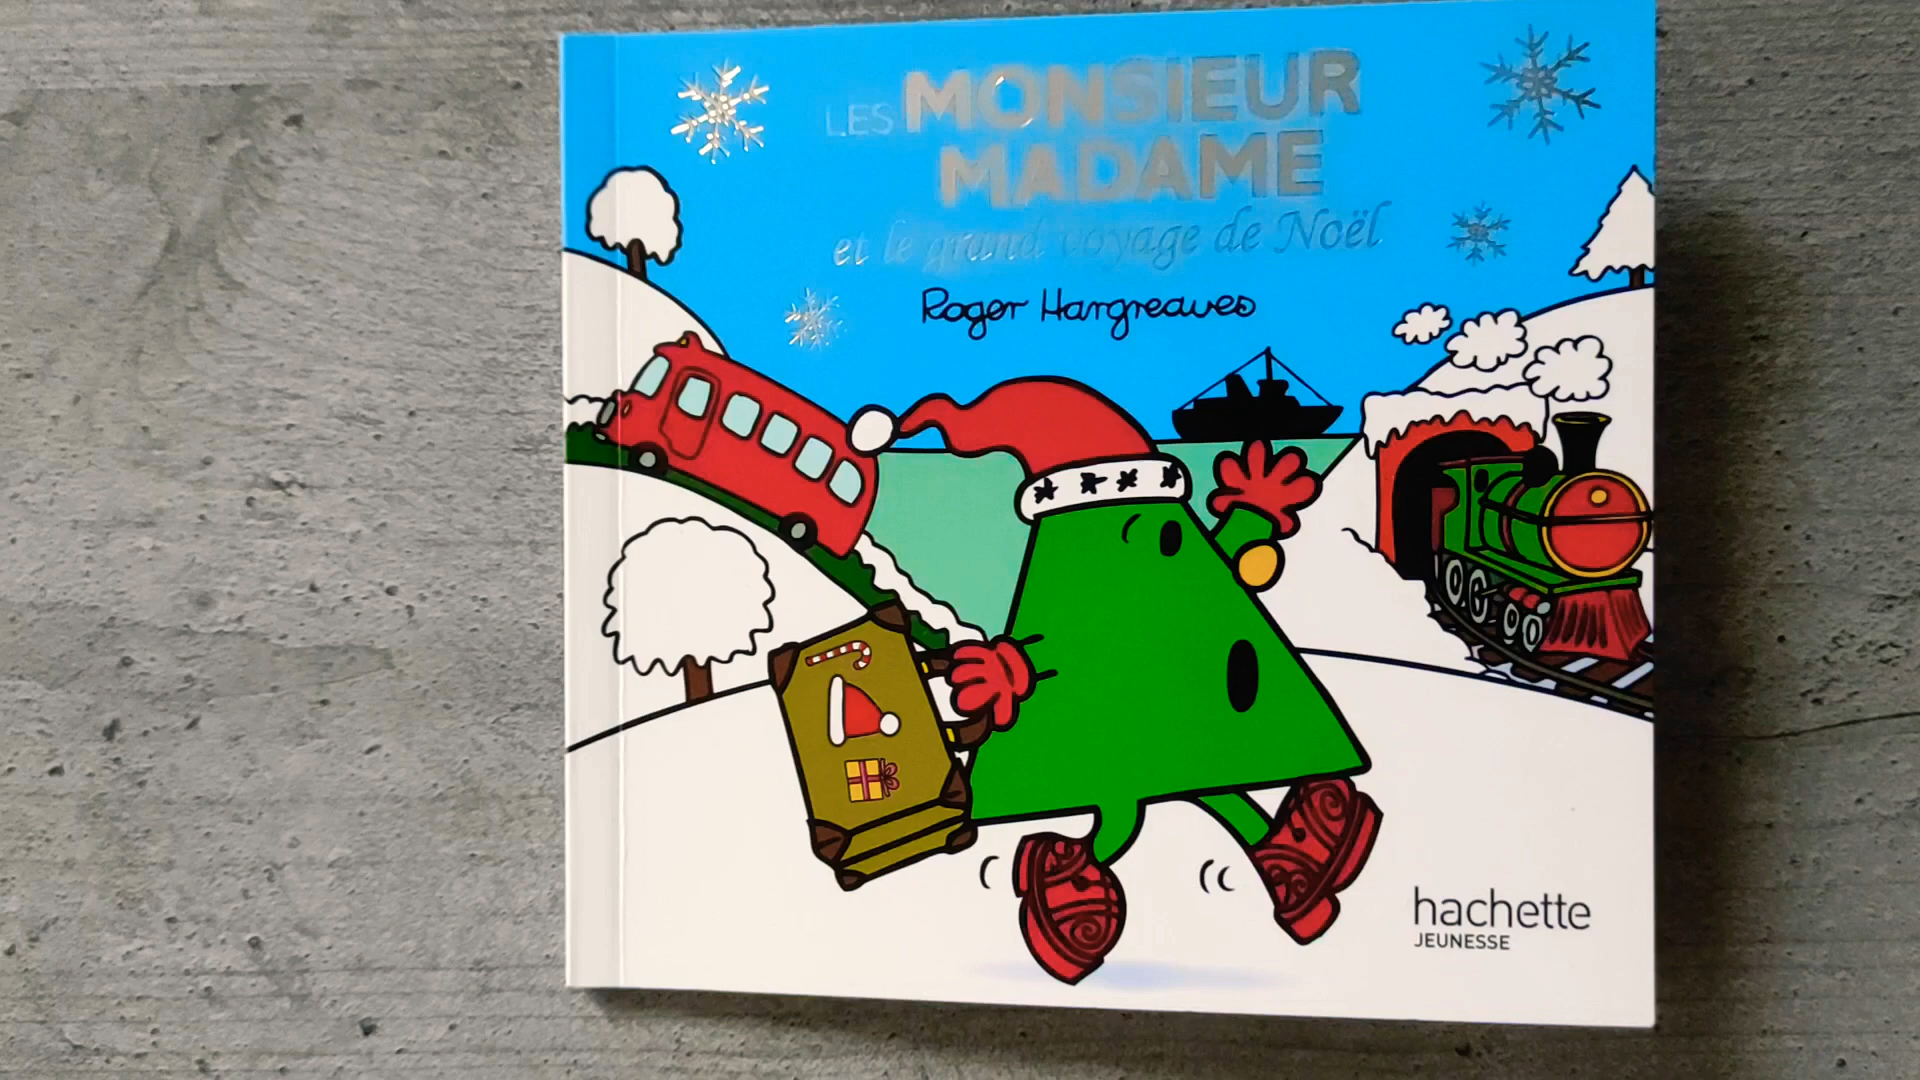 LES MONSIEUR
MADAME
et le grand voyage de Noël
Roger Hargreaves
hachette
JEUNESSE